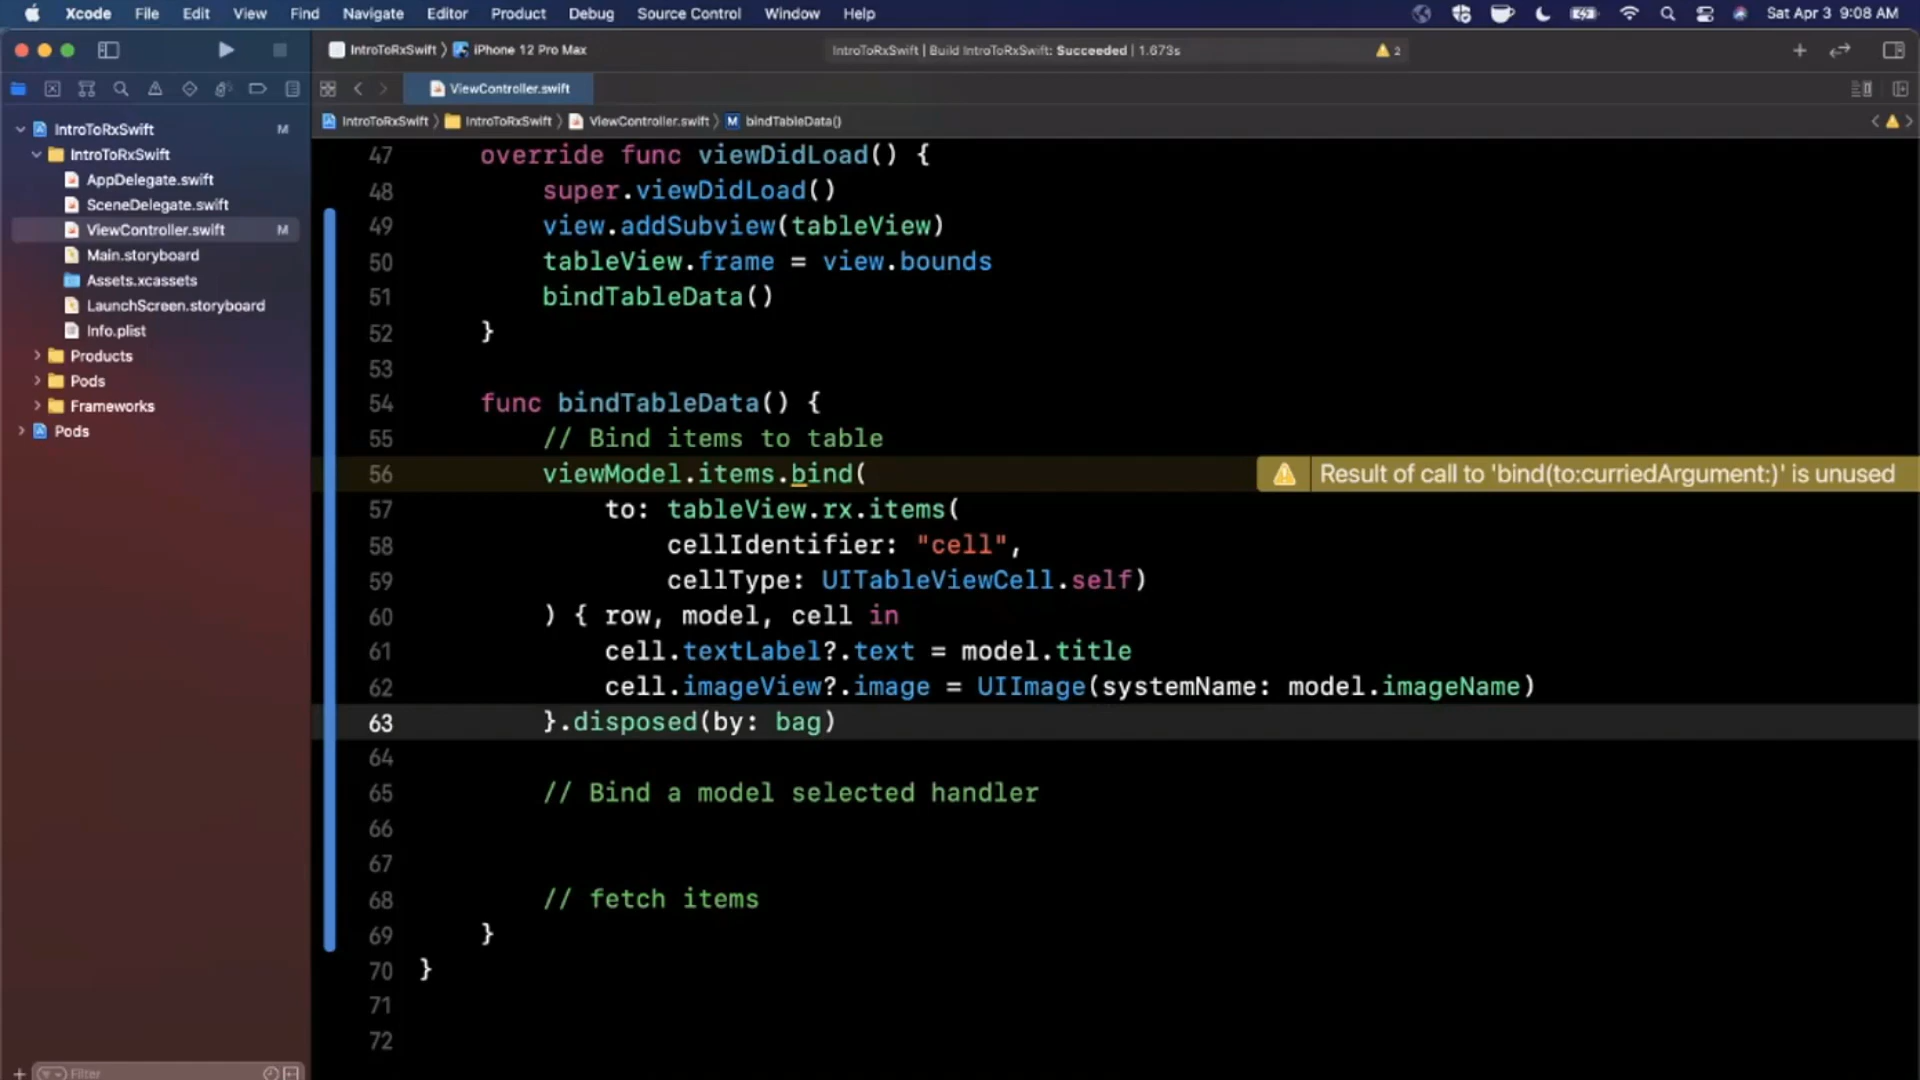 Xcode File Edit View Find Navigate Editor Product Debug Source Control Window Help Sat Apr 3 9:08 AM
IntroToRxSwift 〉 iPhone 12 Pro Max IntroToRxSwift | Build IntroToRxSwift: Succeeded | 1.673s 2
ViewController.swift
IntroToRxSwift 〉 IntroToRxSwift 〉 ViewController.swift 〉 M bindTableData()
IntroToRxSwift M
IntroToRxSwift
AppDelegate.swift
SceneDelegate.swift
ViewController.swift M
Main.storyboard
Assets.xcassets
LaunchScreen.storyboard
Info.plist
Products
Pods
Frameworks
Pods
Filter
47 override func viewDidLoad() {
48 super.viewDidLoad()
49 view.addSubview(tableView)
50 tableView.frame = view.bounds
51 bindTableData()
52 }
53
54 func bindTableData() {
55 // Bind items to table
56 viewModel.items.bind( Result of call to 'bind(to:curriedArgument:)' is unused
57 to: tableView.rx.items(
58 cellIdentifier: "cell",
59 cellType: UITableViewCell.self)
60 ) { row, model, cell in
61 cell.textLabel?.text = model.title
62 cell.imageView?.image = UIImage(systemName: model.imageName)
63 }.disposed(by: bag)
64
65 // Bind a model selected handler
66
67
68 // fetch items
69 }
70 }
71
72